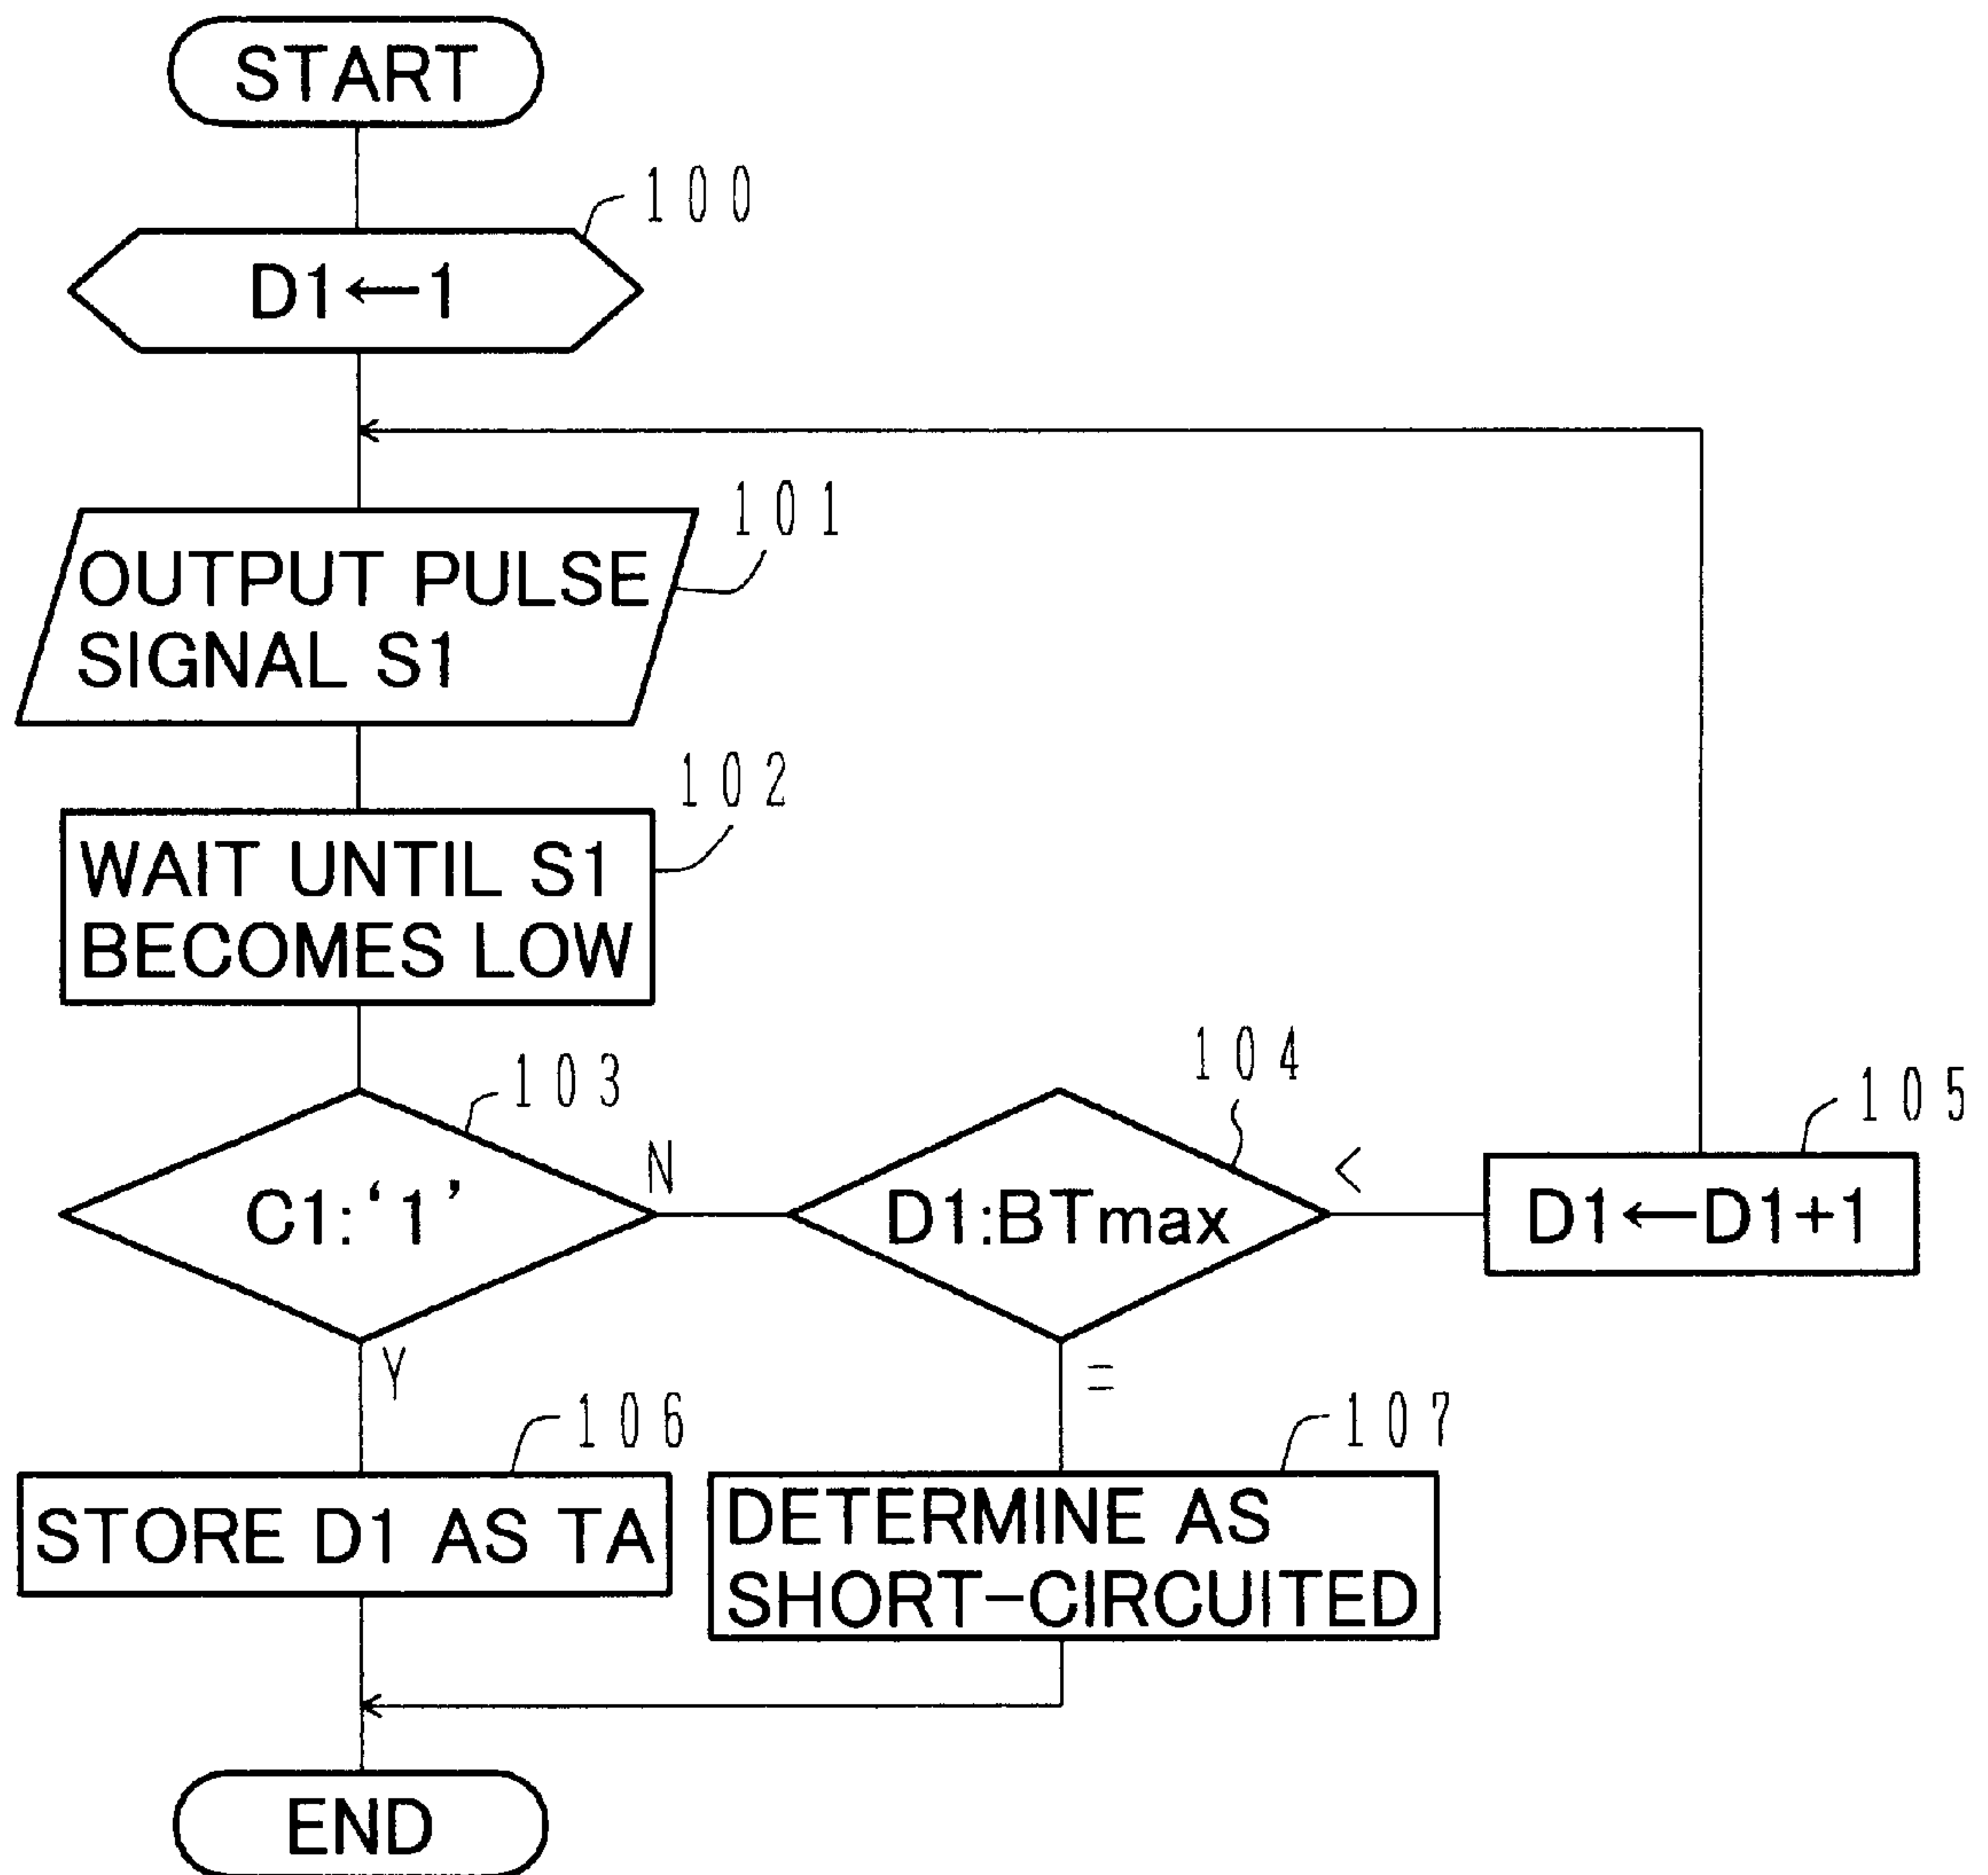 START
100
D1←1
101
OUTPUT PULSE
SIGNAL S1
102
WAIT UNTIL S1
BECOMES LOW
103
C1:‘1’
N
104
D1:BTmax
<
105
D1←D1+1
Y
=
106
STORE D1 AS TA
107
DETERMINE AS
SHORT-CIRCUITED
END